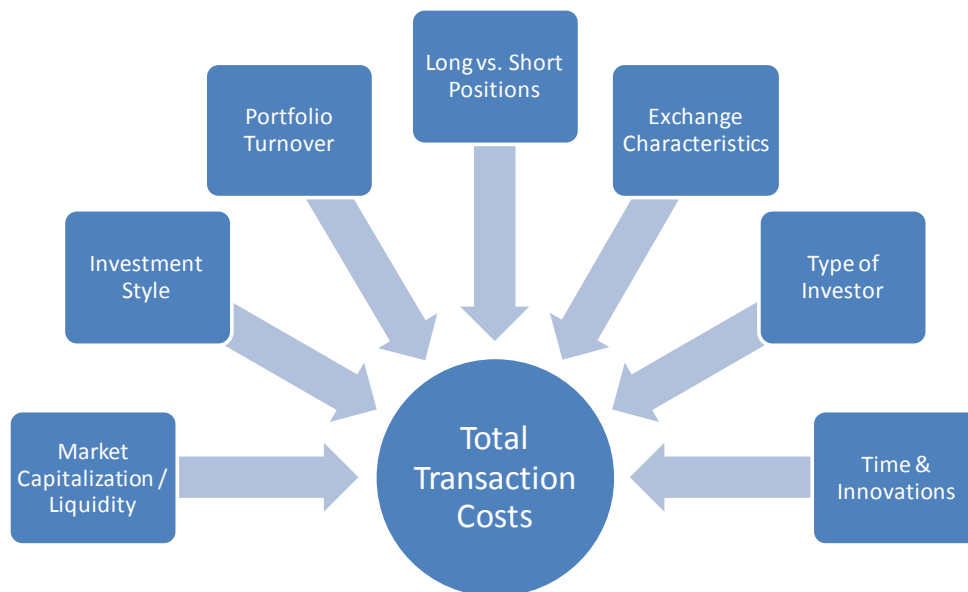 Long vs. Short
Positions
Portfolio
Turnover
Exchange
Characteristics
Investment
Style
Type of
Investor
Market
Capitalization /
Liquidity
Total
Transaction
Costs
Time &
Innovations